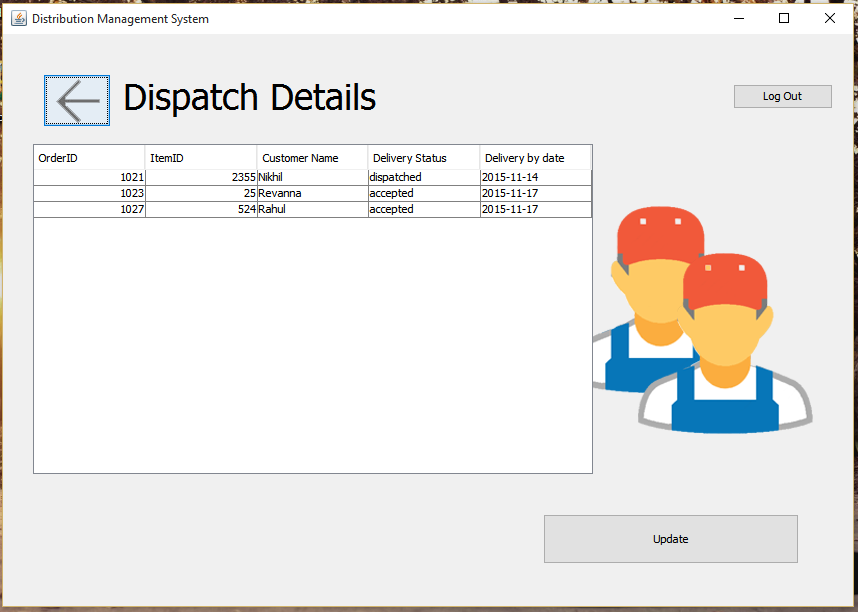 Distribution Management System
Dispatch Details
Log Out
OrderID ItemID Customer Name Delivery Status Delivery by date
1021 2355 Nikhil dispatched 2015-11-14
1023 25 Revanna accepted 2015-11-17
1027 524 Rahul accepted 2015-11-17
Update